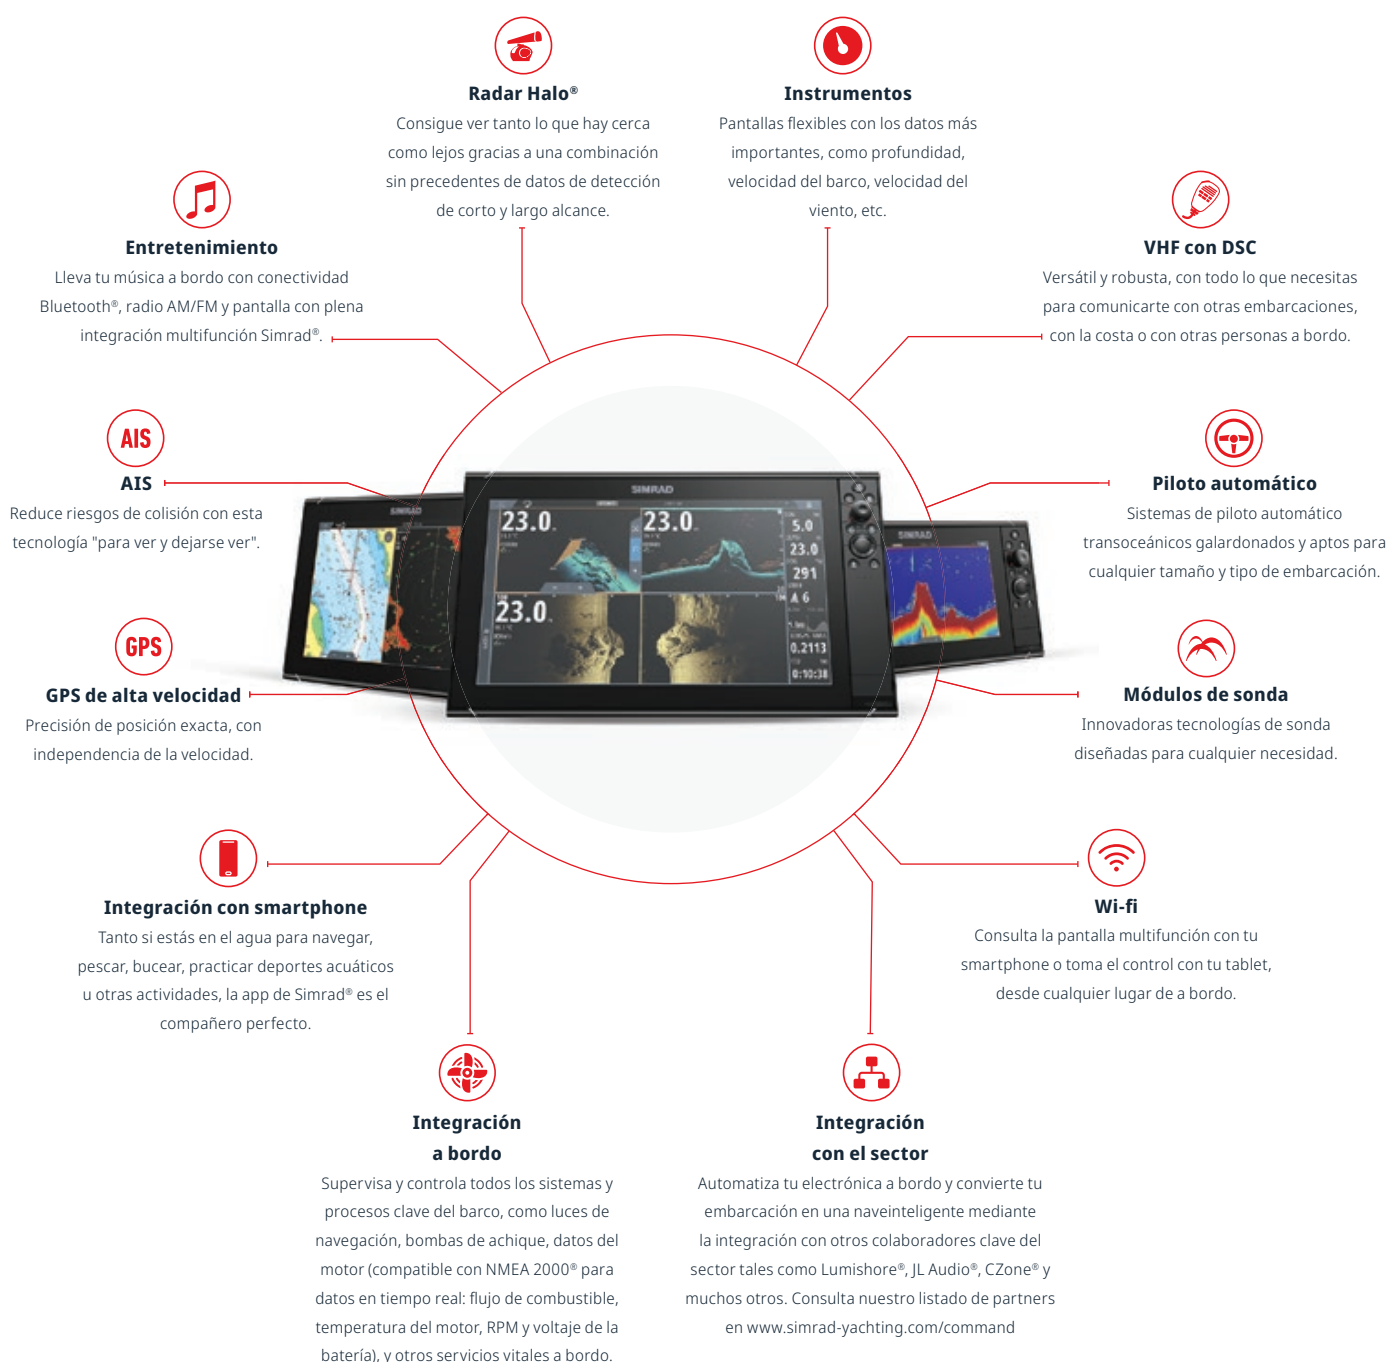 Radar Halo®
Consigue ver tanto lo que hay cerca
como lejos gracias a una combinación
sin precedentes de datos de detección
de corto y largo alcance.
Instrumentos
Pantallas flexibles con los datos más
importantes, como profundidad,
velocidad del barco, velocidad del
viento, etc.
Entretenimiento
Lleva tu música a bordo con conectividad
Bluetooth®, radio AM/FM y pantalla con plena
integración multifunción Simrad®.
VHF con DSC
Versátil y robusta, con todo lo que necesitas
para comunicarte con otras embarcaciones,
con la costa o con otras personas a bordo.
AIS
AIS
Reduce riesgos de colisión con esta
tecnología "para ver y dejarse ver".
Piloto automático
Sistemas de piloto automático
transoceánicos galardonados y aptos para
cualquier tamaño y tipo de embarcación.
SIMRAD
SIMRAD
SIMRAD
23.0
23.0
23.0
5.0
23.0
291
6
0.2113
0:10:38
GPS
GPS de alta velocidad
Precisión de posición exacta, con
independencia de la velocidad.
Módulos de sonda
Innovadoras tecnologías de sonda
diseñadas para cualquier necesidad.
Integración con smartphone
Tanto si estás en el agua para navegar,
pescar, bucear, practicar deportes acuáticos
u otras actividades, la app de Simrad® es el
compañero perfecto.
Wi-fi
Consulta la pantalla multifunción con tu
smartphone o toma el control con tu tablet,
desde cualquier lugar de a bordo.
Integración
a bordo
Supervisa y controla todos los sistemas y
procesos clave del barco, como luces de
navegación, bombas de achique, datos del
motor (compatible con NMEA 2000® para
datos en tiempo real: flujo de combustible,
temperatura del motor, RPM y voltaje de la
batería), y otros servicios vitales a bordo.
Integración
con el sector
Automatiza tu electrónica a bordo y convierte tu
embarcación en una naveinteligente mediante
la integración con otros colaboradores clave del
sector tales como Lumishore®, JL Audio®, CZone® y
muchos otros. Consulta nuestro listado de partners
en www.simrad-yachting.com/command